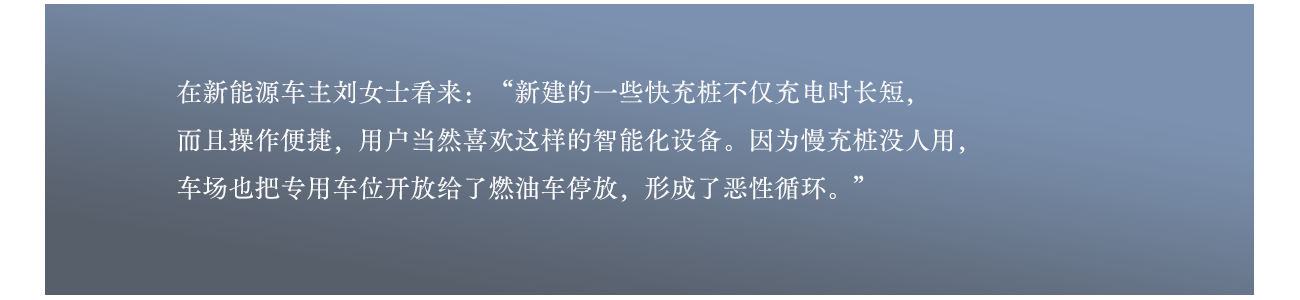 在新能源车主刘女士看来：“新建的一些快充桩不仅充电时长短，
而且操作便捷，用户当然喜欢这样的智能化设备。因为慢充桩没人用，
车场也把专用车位开放给了燃油车停放，形成了恶性循环。”